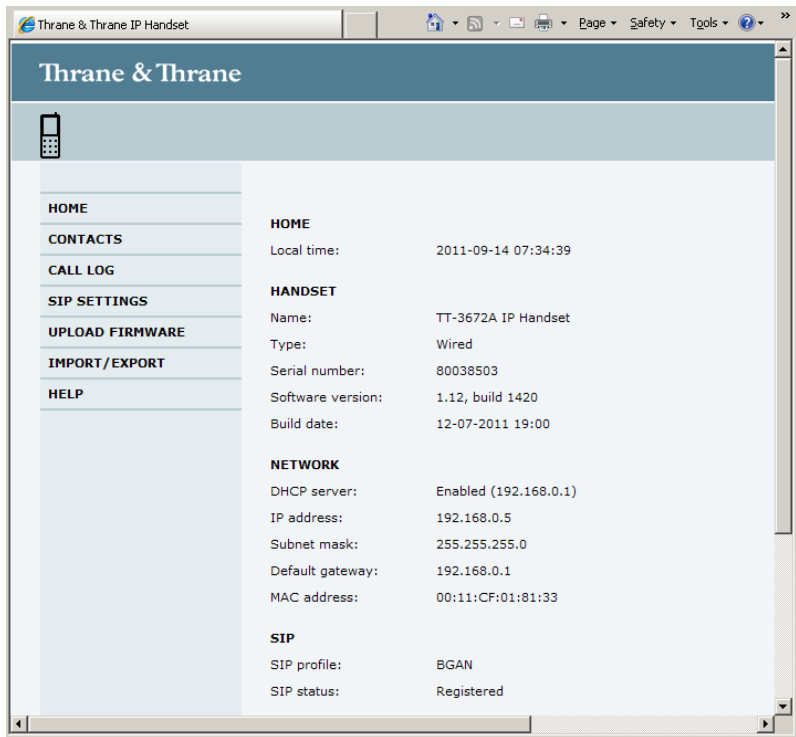 Thrane & Thrane IP Handset
Page Safety Tools ? »
Thrane & Thrane
HOME
CONTACTS
CALL LOG
SIP SETTINGS
UPLOAD FIRMWARE
IMPORT/EXPORT
HELP
HOME
Local time: 2011-09-14 07:34:39
HANDSET
Name: TT-3672A IP Handset
Type: Wired
Serial number: 80038503
Software version: 1.12, build 1420
Build date: 12-07-2011 19:00
NETWORK
DHCP server: Enabled (192.168.0.1)
IP address: 192.168.0.5
Subnet mask: 255.255.255.0
Default gateway: 192.168.0.1
MAC address: 00:11:CF:01:81:33
SIP
SIP profile: BGAN
SIP status: Registered